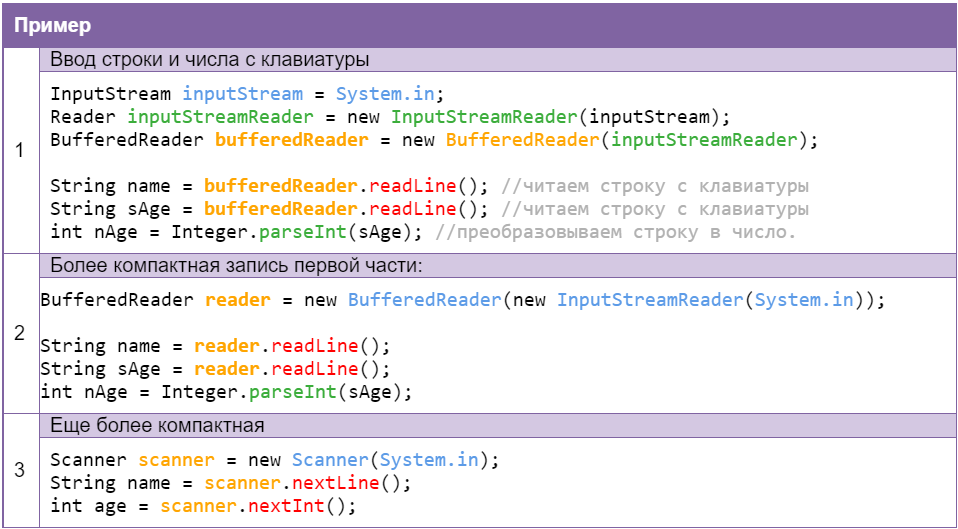 Пример
Ввод строки и числа с клавиатуры
1
InputStream inputStream = System.in;
Reader inputStreamReader = new InputStreamReader(inputStream);
BufferedReader bufferedReader = new BufferedReader(inputStreamReader);
String name = bufferedReader.readLine(); //читаем строку с клавиатуры
String sAge = bufferedReader.readLine(); //читаем строку с клавиатуры
int nAge = Integer.parseInt(sAge); //преобразовываем строку в число.
Более компактная запись первой части:
2
BufferedReader reader = new BufferedReader(new InputStreamReader(System.in));
String name = reader.readLine();
String sAge = reader.readLine();
int nAge = Integer.parseInt(sAge);
Еще более компактная
3
Scanner scanner = new Scanner(System.in);
String name = scanner.nextLine();
int age = scanner.nextInt();